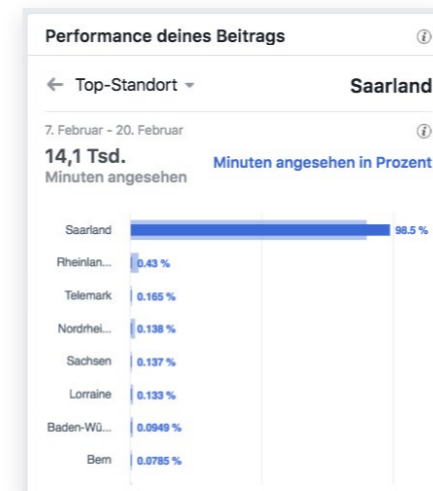 Performance deines Beitrags
Top-Standort
Saarland
7. Februar - 20. Februar
14,1 Tsd.
Minuten angesehen
Minuten angesehen in Prozent
Saarland 98.5 %
Rheinlan... 0.43 %
Telemark 0.165 %
Nordrhei... 0.138 %
Sachsen 0.137 %
Lorraine 0.133 %
Baden-Wü... 0.0949 %
Bern 0.0785 %